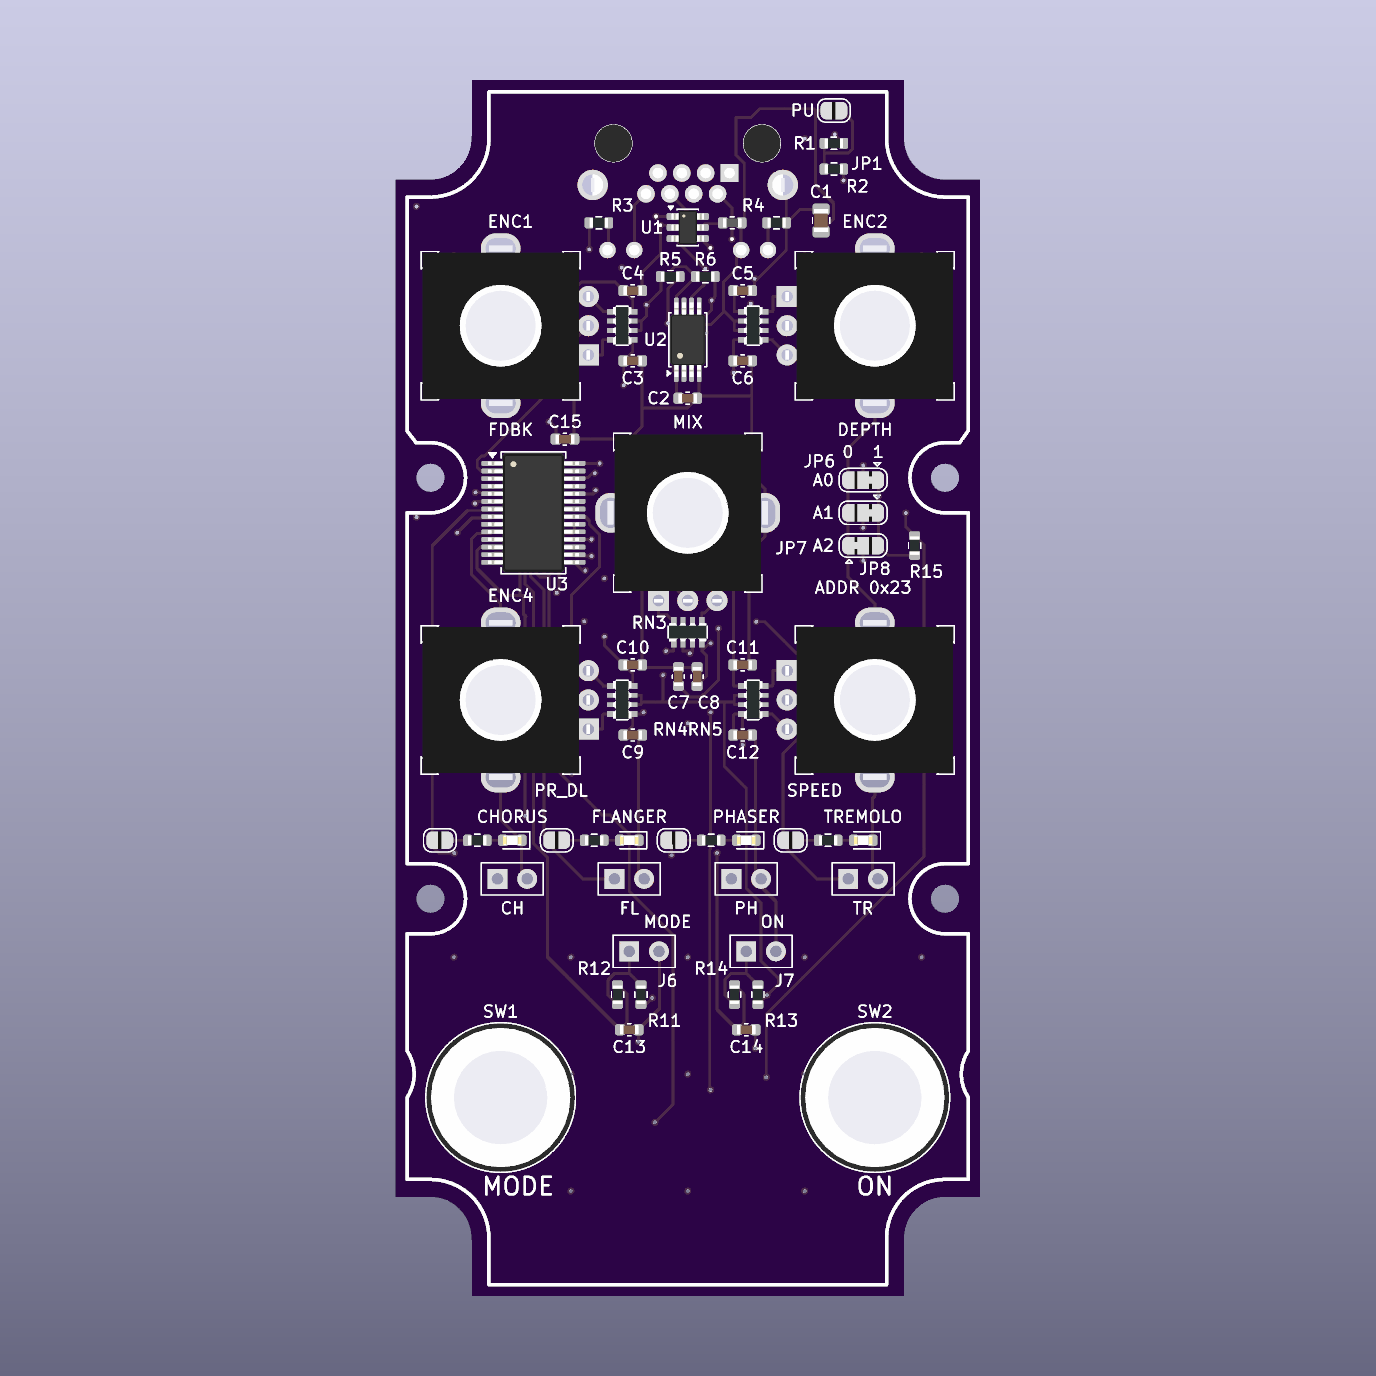 PU
R1
JP1
R2
C1
R3
R4
U1
ENC1
ENC2
R5
R6
C4
C5
U2
C3
C6
C2
FDBK
C15
MIX
DEPTH
0 1
JP6
A0
A1
JP7
A2
JP8
R15
ADDR 0x23
U3
ENC4
RN3
C10
C11
C7
C8
RN4
RN5
C9
C12
PR_DL
SPEED
CHORUS
FLANGER
PHASER
TREMOLO
CH
FL
PH
TR
MODE
ON
R12
J6
R14
J7
R11
R13
C13
C14
SW1
SW2
MODE
ON